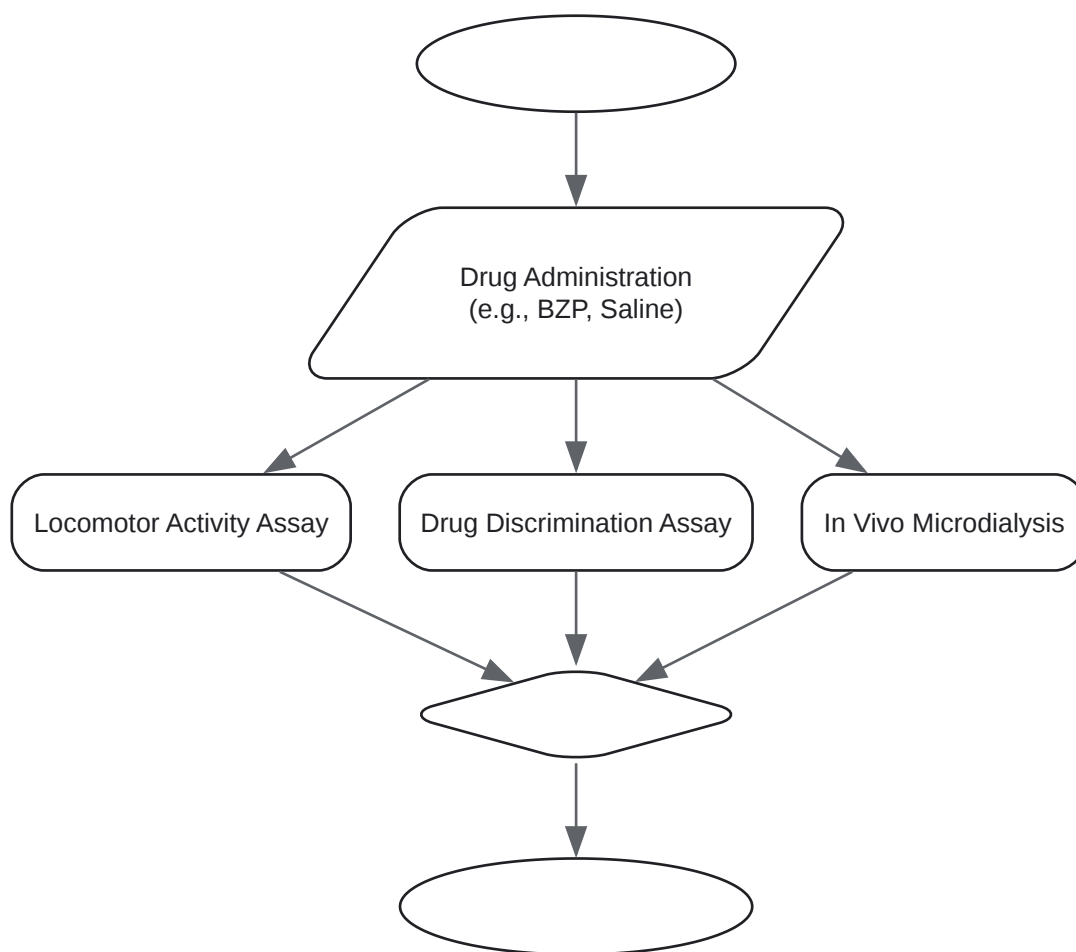 Drug Administration
(e.g., BZP, Saline)
Locomotor Activity Assay
Drug Discrimination Assay
In Vivo Microdialysis